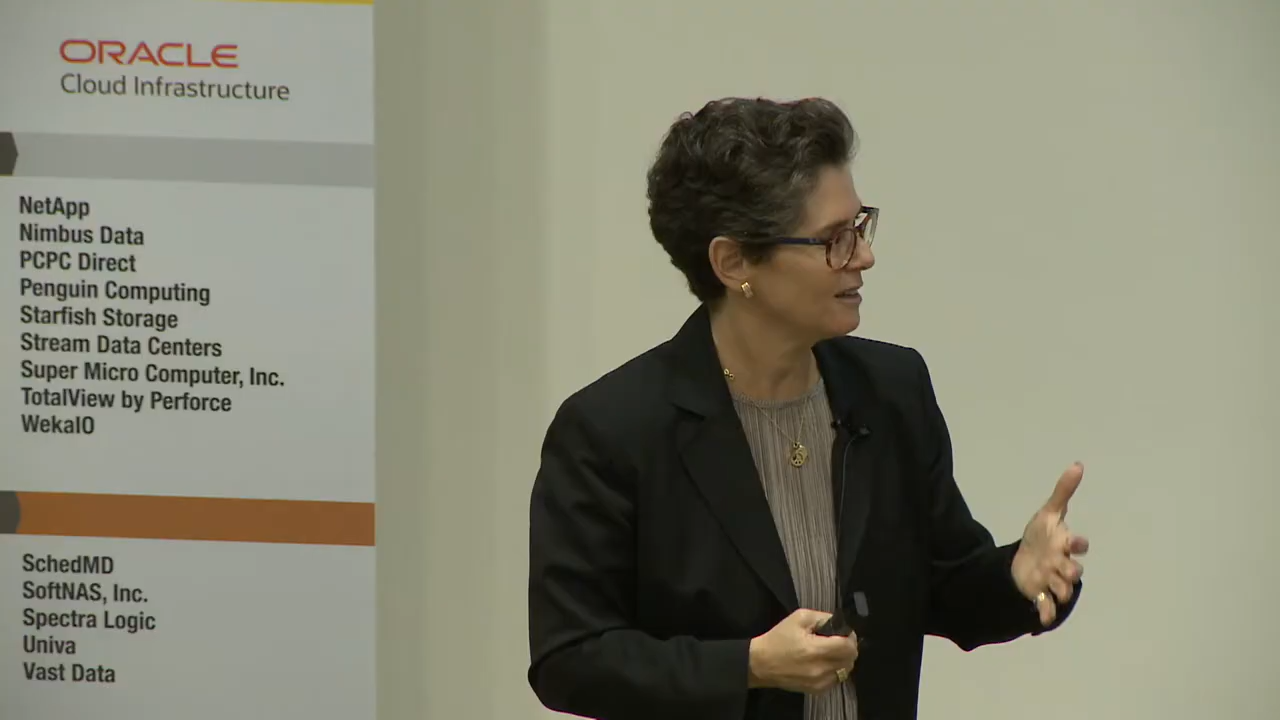 ORACLE
Cloud Infrastructure
NetApp
Nimbus Data
PCPC Direct
Penguin Computing
Starfish Storage
Stream Data Centers
Super Micro Computer, Inc.
TotalView by Perforce
WekaIO
SchedMD
SoftNAS, Inc.
Spectra Logic
Univa
Vast Data